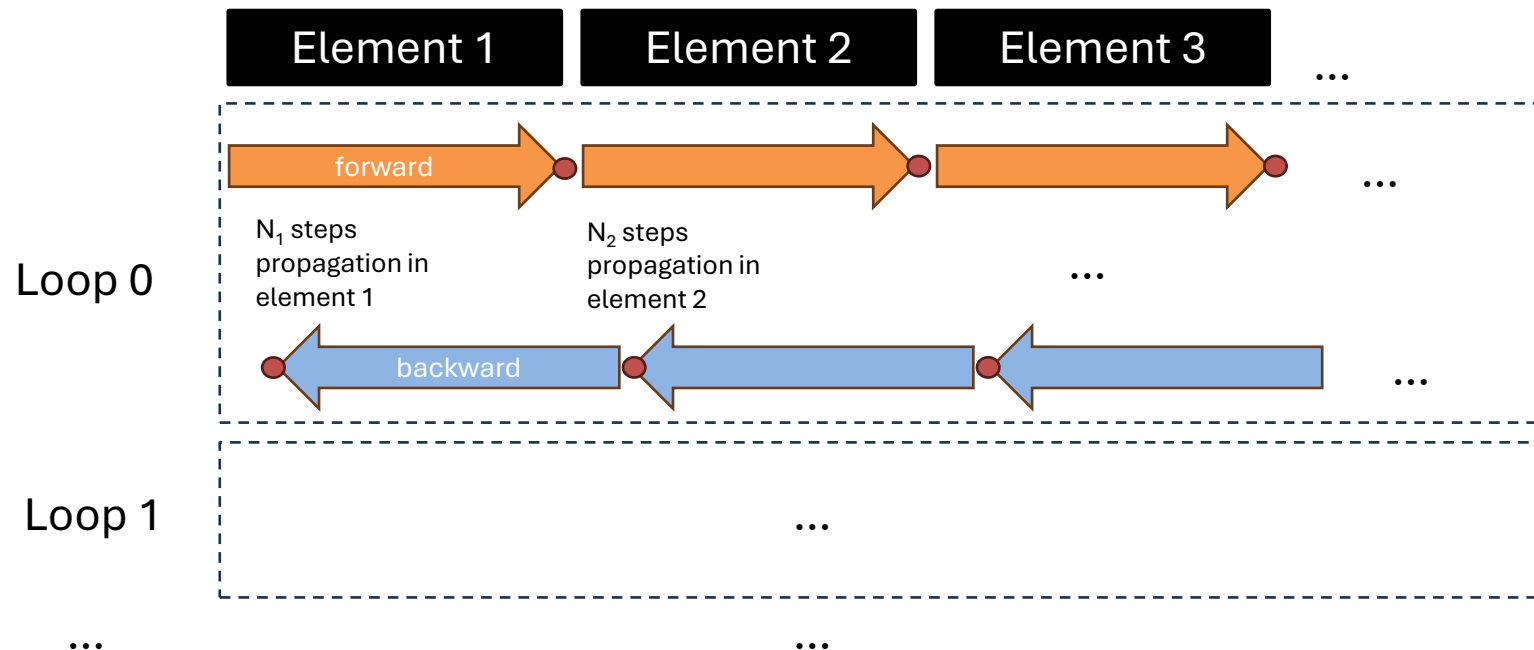 Element 1
Element 2
Element 3
...
forward
...
N₁ steps
propagation in
element 1
N₂ steps
propagation in
element 2
...
Loop 0
backward
...
Loop 1
...
...
...